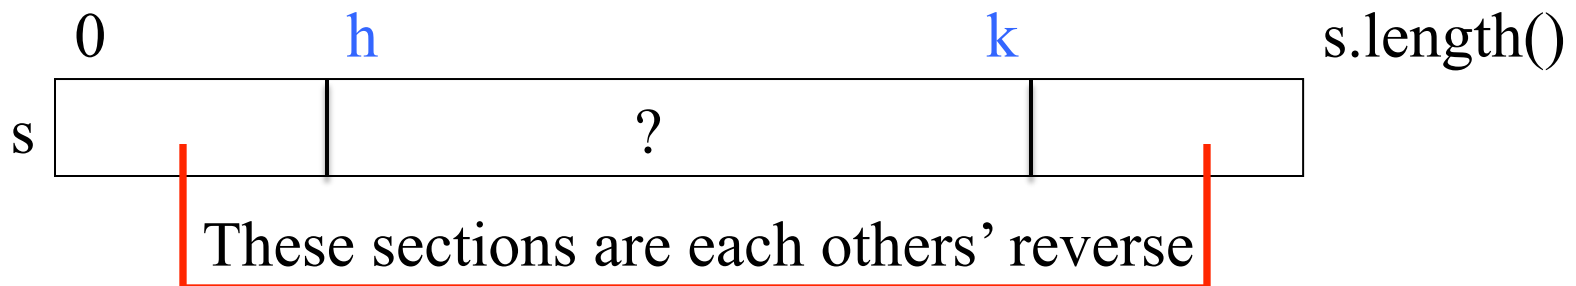 0 h k s.length()
s ?
These sections are each others’ reverse